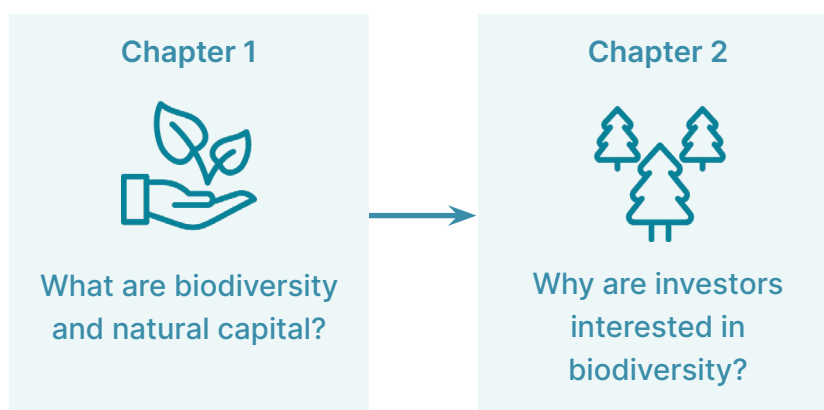 Chapter 1
What are biodiversity
and natural capital?
Chapter 2
Why are investors
interested in
biodiversity?